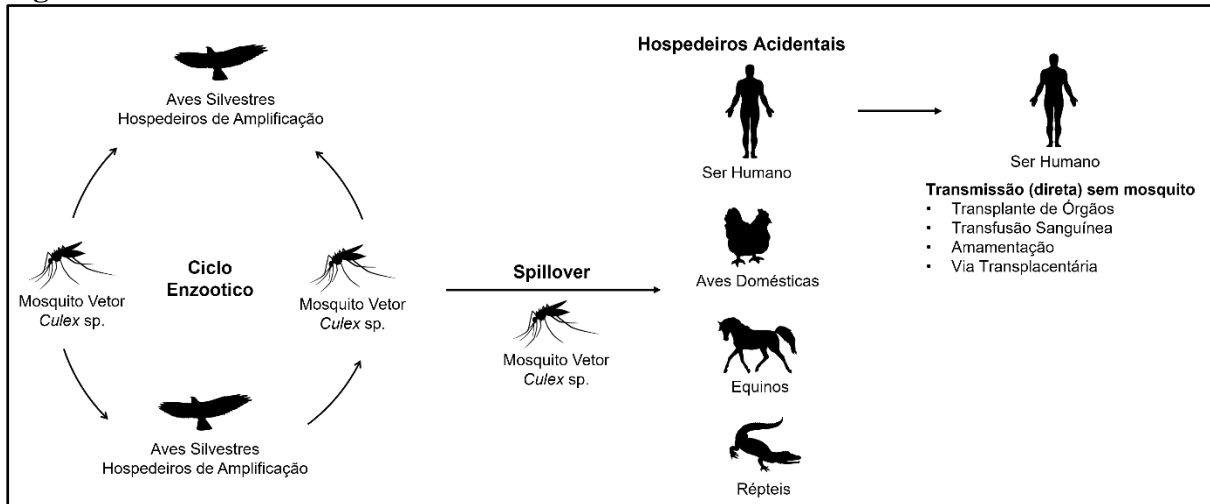 Aves Silvestres
Hospedeiros de Amplificação
Mosquito Vetor
Culex sp.
Ciclo
Enzootico
Mosquito Vetor
Culex sp.
Aves Silvestres
Hospedeiros de Amplificação
Spillover
Mosquito Vetor
Culex sp.
Hospedeiros Acidentais
Ser Humano
Aves Domésticas
Equinos
Répteis
Ser Humano
Transmissão (direta) sem mosquito
▪ Transplante de Órgãos
▪ Transfusão Sanguínea
▪ Amamentação
▪ Via Transplacentária